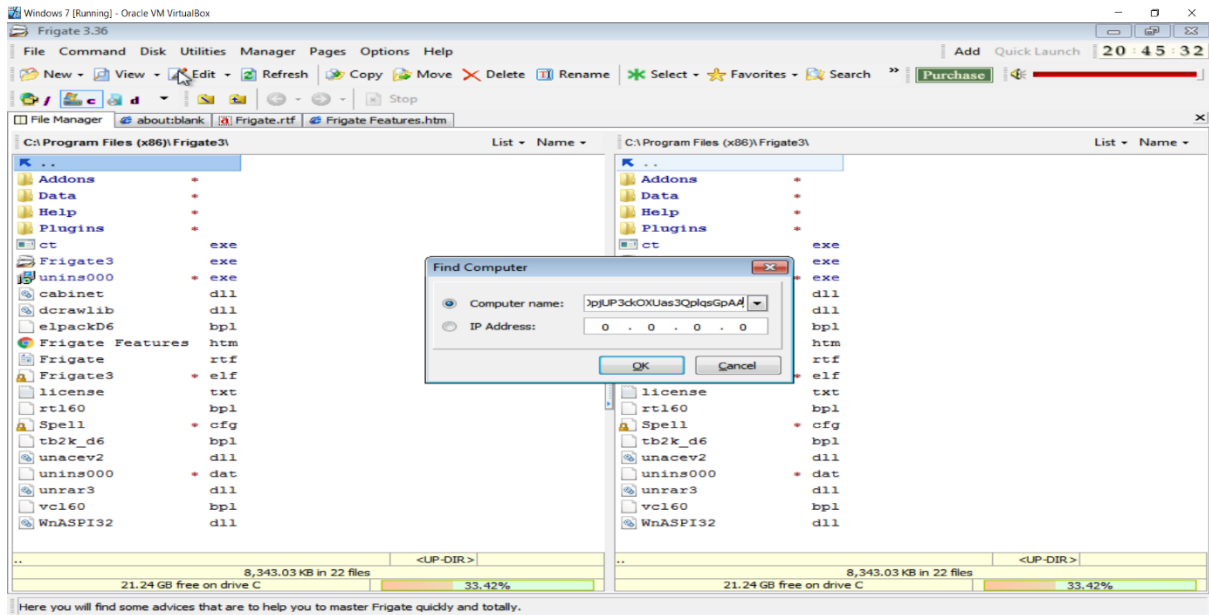 Windows 7 [Running] - Oracle VM VirtualBox
Frigate 3.36
File Command Disk Utilities Manager Pages Options Help Add Quick Launch 20:45:32
New View Edit Refresh Copy Move Delete Rename Select Favorites Search » Purchase
/ c d Stop
File Manager about:blank Frigate.rtf Frigate Features.htm
C:\Program Files (x86)\Frigate3\ List Name C:\Program Files (x86)\Frigate3\ List Name
.. ..
Addons * Addons *
Data * Data *
Help * Help *
Plugins * Plugins *
ct exe ct exe
Frigate3 exe exe
unins000 * exe * exe
cabinet dll dll
dcrawlib dll dll
elpackD6 bpl bpl
Frigate Features htm htm
Frigate rtf rtf
Frigate3 * elf * elf
license txt license txt
rtl60 bpl rtl60 bpl
Spell * cfg Spell * cfg
tb2k_d6 bpl tb2k_d6 bpl
unacev2 dll unacev2 dll
unins000 * dat unins000 * dat
unrar3 dll unrar3 dll
vcl60 bpl vcl60 bpl
WnASPI32 dll WnASPI32 dll
Find Computer
Computer name:
IP Address: 0 . 0 . 0 . 0
OK Cancel
.. <UP-DIR> .. <UP-DIR>
8,343.03 KB in 22 files 8,343.03 KB in 22 files
21.24 GB free on drive C 33.42% 21.24 GB free on drive C 33.42%
Here you will find some advices that are to help you to master Frigate quickly and totally.